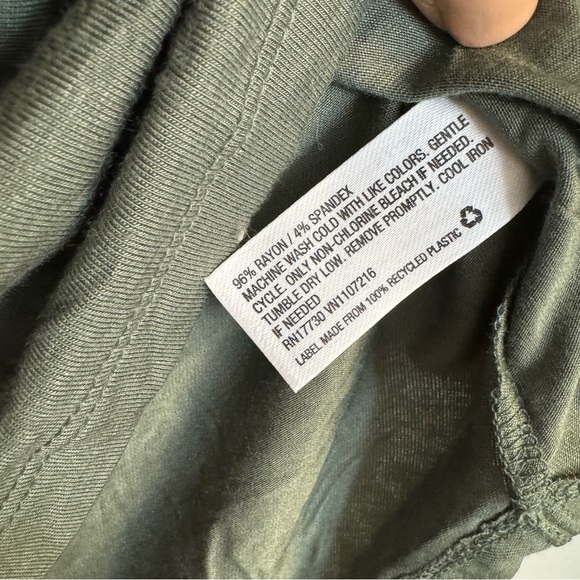 96% RAYON / 4% SPANDEX
MACHINE WASH COLD WITH LIKE COLORS. GENTLE
CYCLE. ONLY NON-CHLORINE BLEACH IF NEEDED.
TUMBLE DRY LOW. REMOVE PROMPTLY. COOL IRON
IF NEEDED
RN17730 VN1107216
LABEL MADE FROM 100% RECYCLED PLASTIC